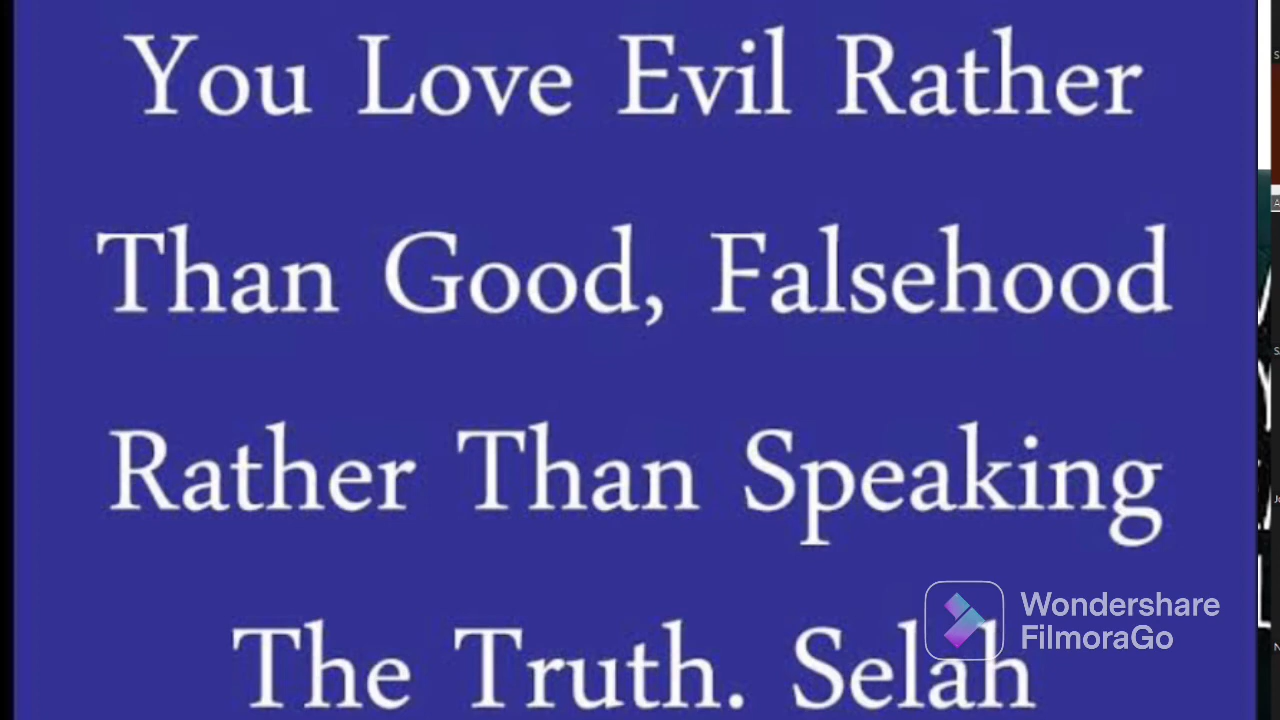 You Love Evil Rather
Than Good, Falsehood
Rather Than Speaking
The Truth. Selah
Wondershare
FilmoraGo